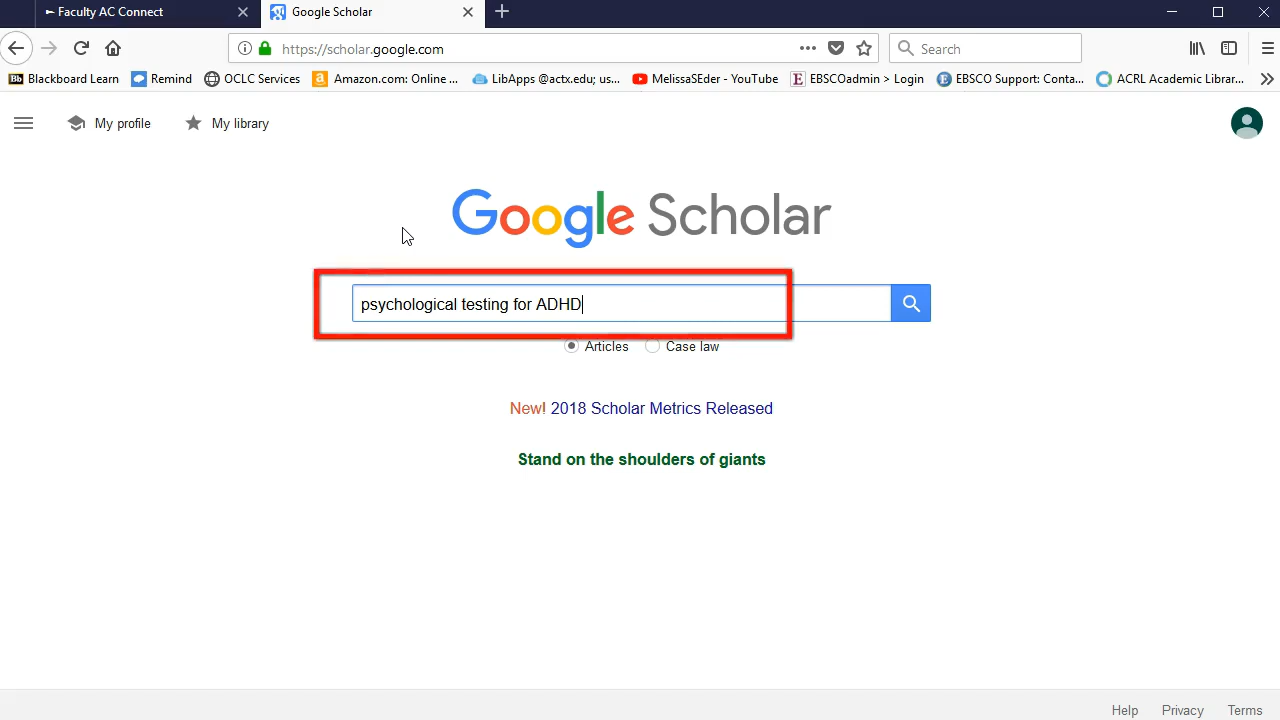 Faculty AC Connect
Google Scholar
https://scholar.google.com
Search
Blackboard Learn Remind OCLC Services Amazon.com: Online ... LibApps @actx.edu; us... MelissaSEder - YouTube EBSCOadmin > Login EBSCO Support: Conta... ACRL Academic Librar...
My profile My library
Google Scholar
psychological testing for ADHD
Articles Case law
New! 2018 Scholar Metrics Released
Stand on the shoulders of giants
Help Privacy Terms